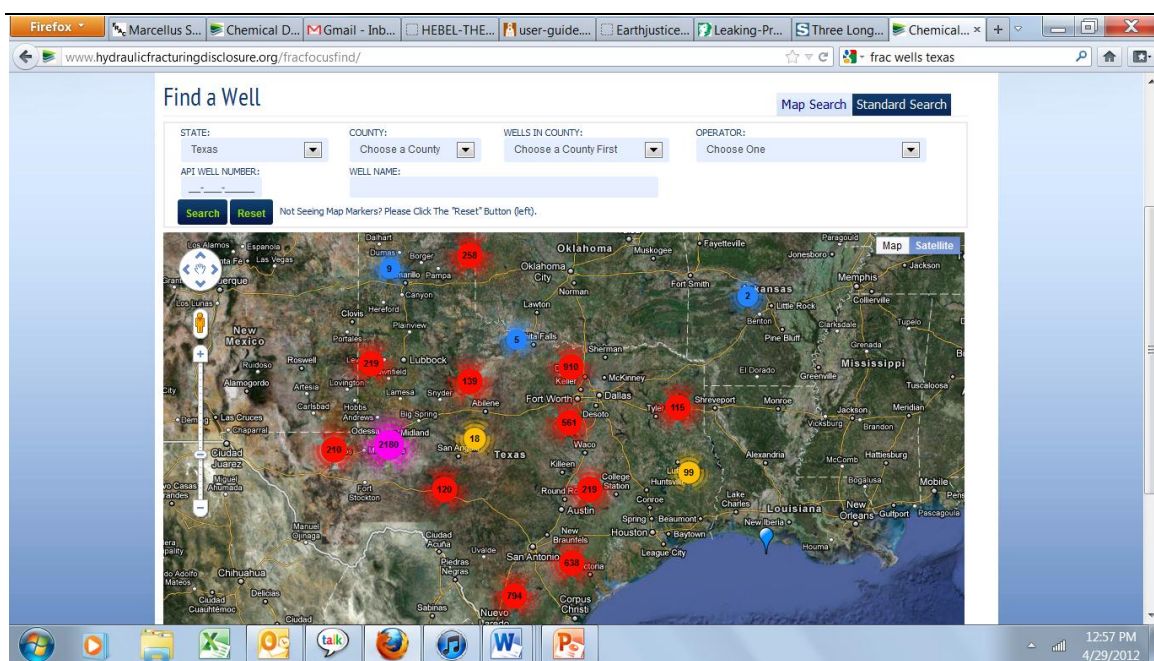 Firefox
Marcellus S...
Chemical D...
Gmail - Inb...
HEBEL-THE...
user-guide....
Earthjustice...
Leaking-Pr...
Three Long...
Chemical...
www.hydraulicfracturingdisclosure.org/fracfocusfind/
frac wells texas
Find a Well
Map Search Standard Search
STATE: COUNTY: WELLS IN COUNTY: OPERATOR:
Texas Choose a County Choose a County First Choose One
API WELL NUMBER: WELL NAME:
__-___-_____
Search Reset Not Seeing Map Markers? Please Click The "Reset" Button (left).
Map Satellite
Los Alamos Espanola Dalhart Dumas Borger 258 Oklahoma Muskogee Fayetteville Paragould Jonesboro
Las Vegas 9 Pampa Oklahoma City Memphis Jackson
Canyon Norman Fort Smith 2 Little Rock Collierville
Los Lunas Clovis Hereford Lawton Benton Clarksdale Tupelo
New Mexico Portales Plainview 5 Sherman Pine Bluff Grenada
Ruidoso Roswell 219 Lubbock 910 El Dorado Greenville Mississippi
Alamogordo Artesia Lovington Lamesa Snyder 139 Keller McKinney Tuscaloosa
Carlsbad Hobbs Abilene Fort Worth Dallas 115 Shreveport Monroe
Las Cruces Andrews Big Spring Desoto Jackson Meridian
Chaparral Odessa Midland 561 Vicksburg Brandon
Ciudad Juarez 210 2180 18 Texas Waco Alexandria McComb Hattiesburg
Miguel Ahumada Killeen 99 Bogalusa Mobile
Fort Stockton 120 219 College Station Huntsville Lake Charles
Austin Conroe Louisiana New Orleans Gulfport Pascagoula
Spring Beaumont New Iberia
Manuel Ojinaga Ciudad Acuña New Braunfels Houston Baytown Houma
Uvalde San Antonio League City
Piedras Negras 638
Chihuahua
Delicias 794 Corpus Christi
Ciudad Cuauhtémoc Sabinas Nuevo Laredo
Ciudad
talk
12:57 PM
4/29/2012